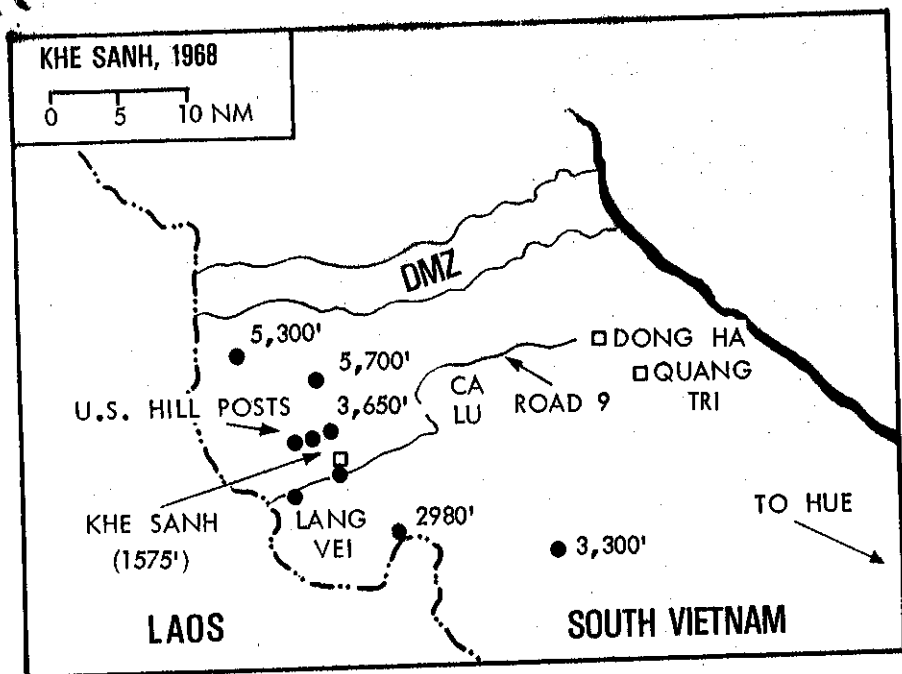 KHE SANH, 1968
0 5 10 NM
DMZ
5,300'
5,700'
DONG HA
QUANG
TRI
CA
LU
ROAD 9
U.S. HILL POSTS
3,650'
KHE SANH
(1575')
LANG
VEI
2980'
3,300'
TO HUE
LAOS
SOUTH VIETNAM